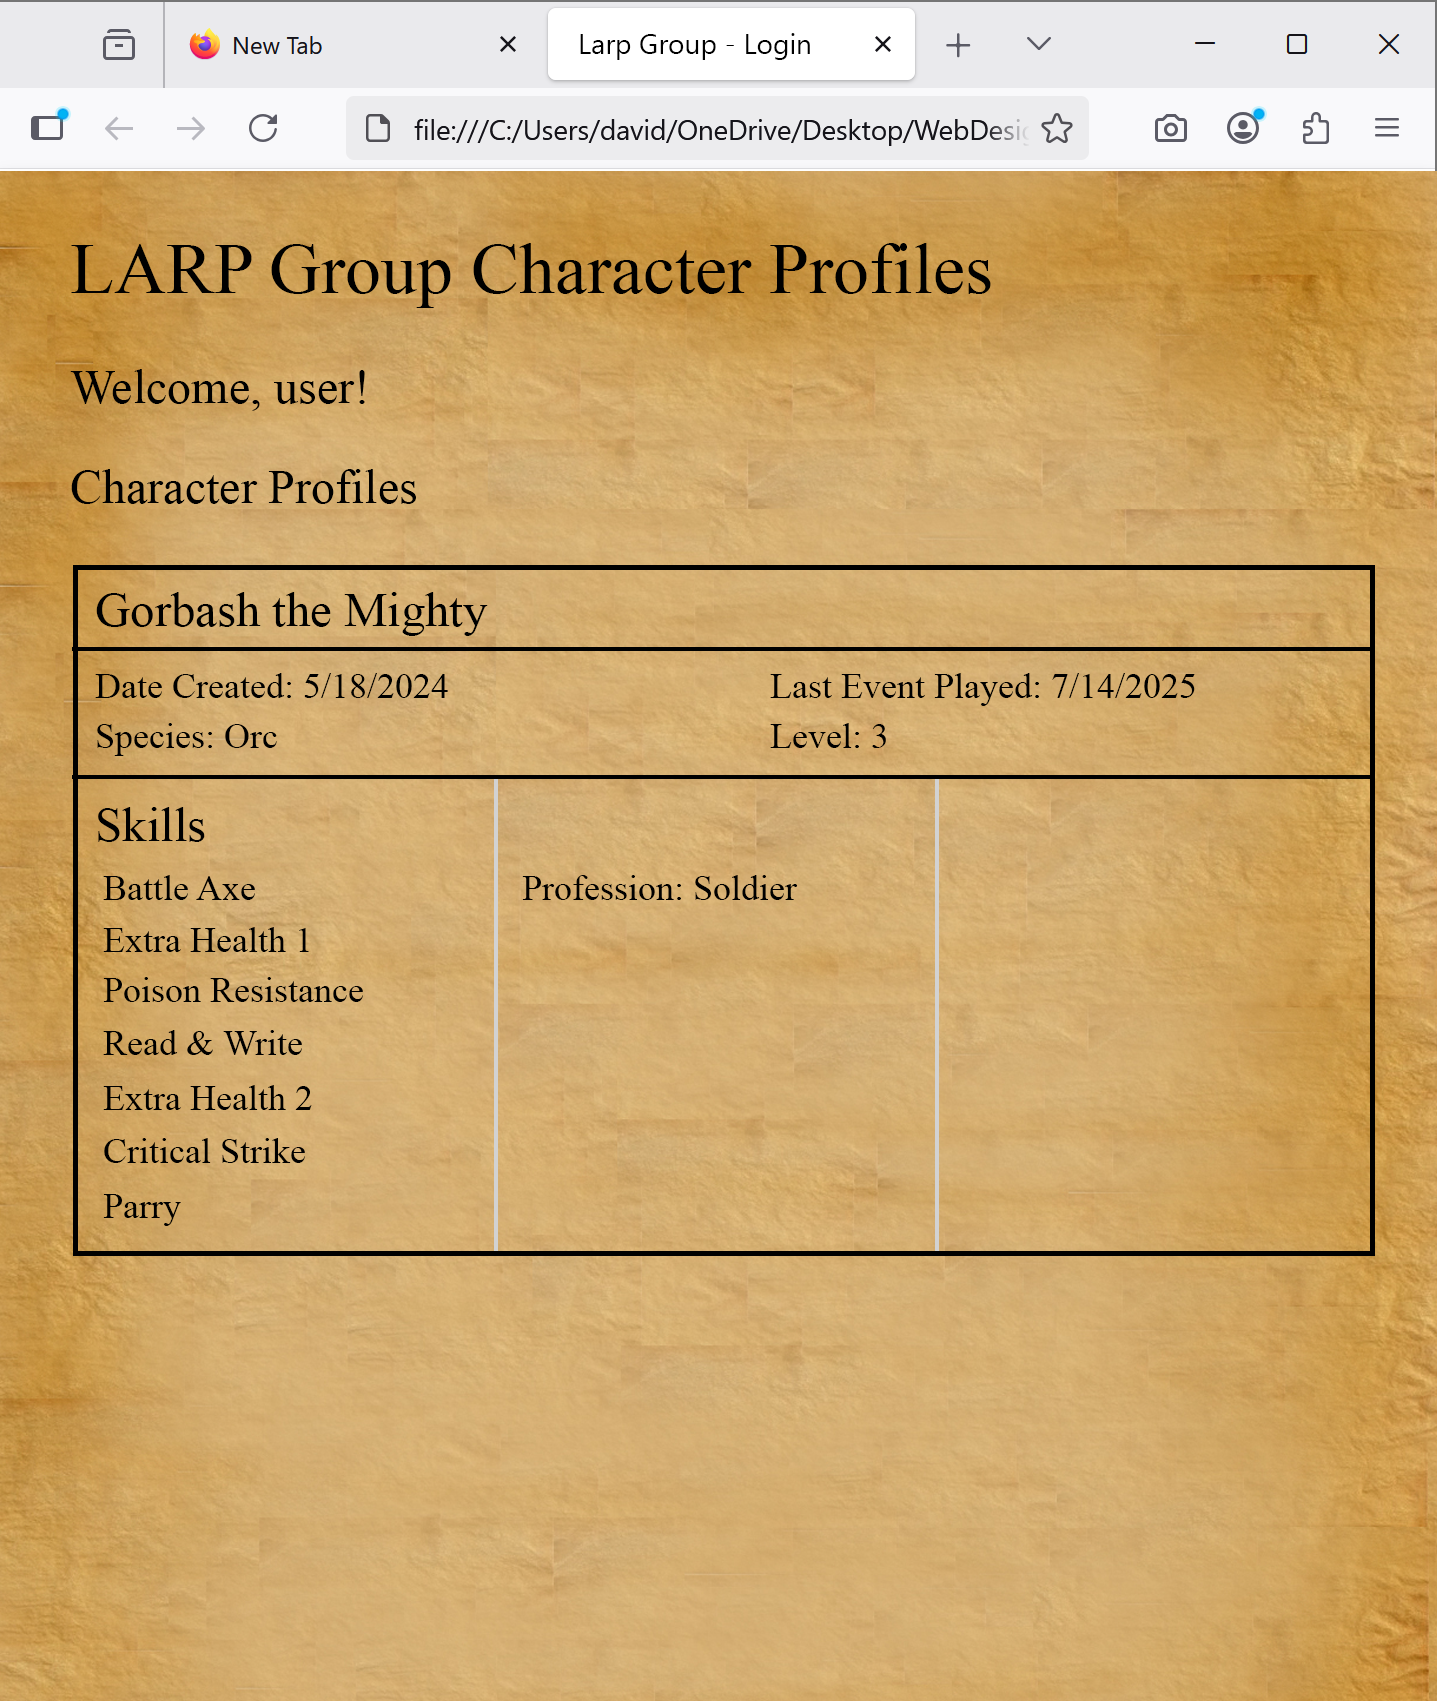 New Tab
Larp Group - Login
file:///C:/Users/david/OneDrive/Desktop/WebDesig
LARP Group Character Profiles
Welcome, user!
Character Profiles
Gorbash the Mighty
Date Created: 5/18/2024 Last Event Played: 7/14/2025
Species: Orc Level: 3
Skills
Battle Axe Profession: Soldier
Extra Health 1
Poison Resistance
Read & Write
Extra Health 2
Critical Strike
Parry